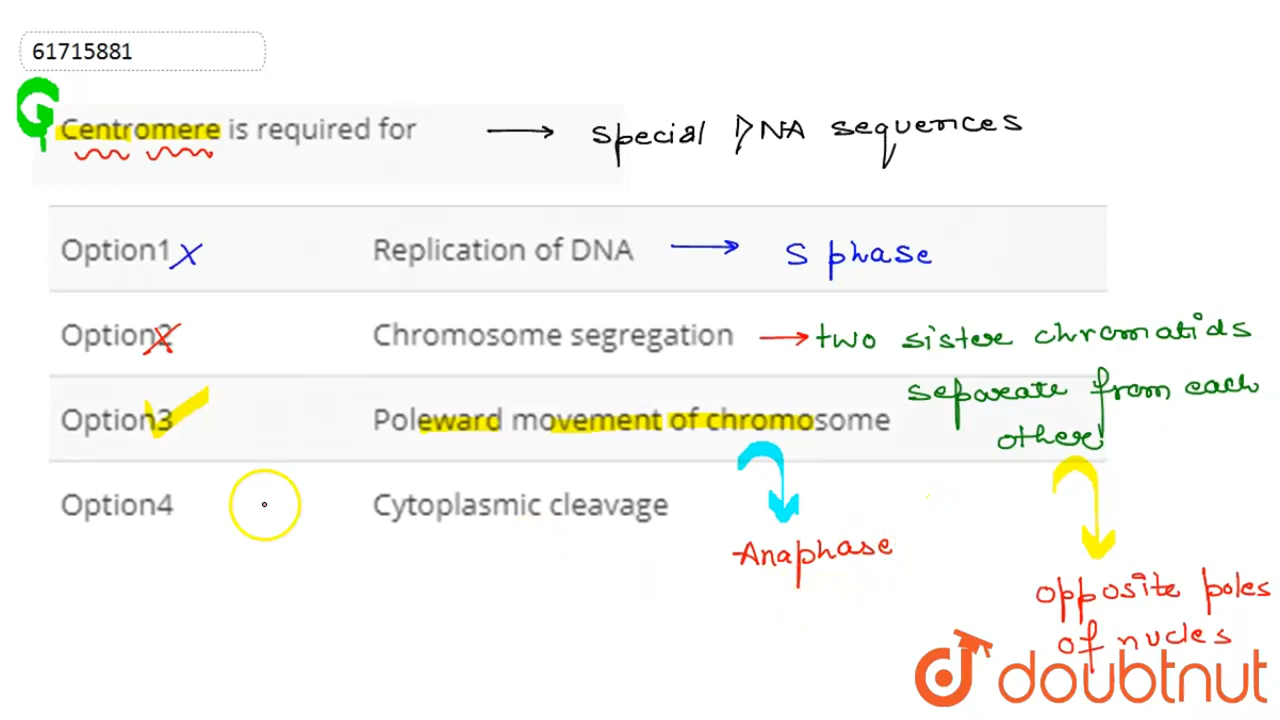 61715881
Centromere is required for → special DNA sequences
Option1 X Replication of DNA → S phase
Option2 X Chromosome segregation → two sister chromatids
separate from each
other
Option3 Poleward movement of chromosome
Option4 Cytoplasmic cleavage
Anaphase
opposite poles
of nucles
doubtnut